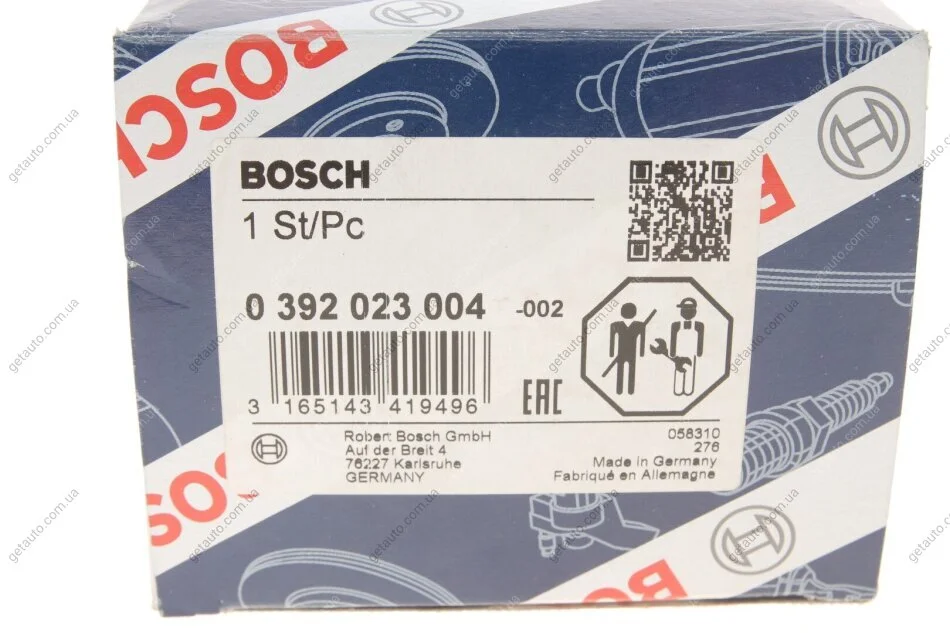 BOSCH
BOSCH
1 St/Pc
0 392 023 004 -002
3 165143 419496
EAC
Robert Bosch GmbH
Auf der Breit 4
76227 Karlsruhe
GERMANY
058310
276
Made in Germany
Fabriqué en Allemagne
BOSCH
BOSCH
getauto.com.ua